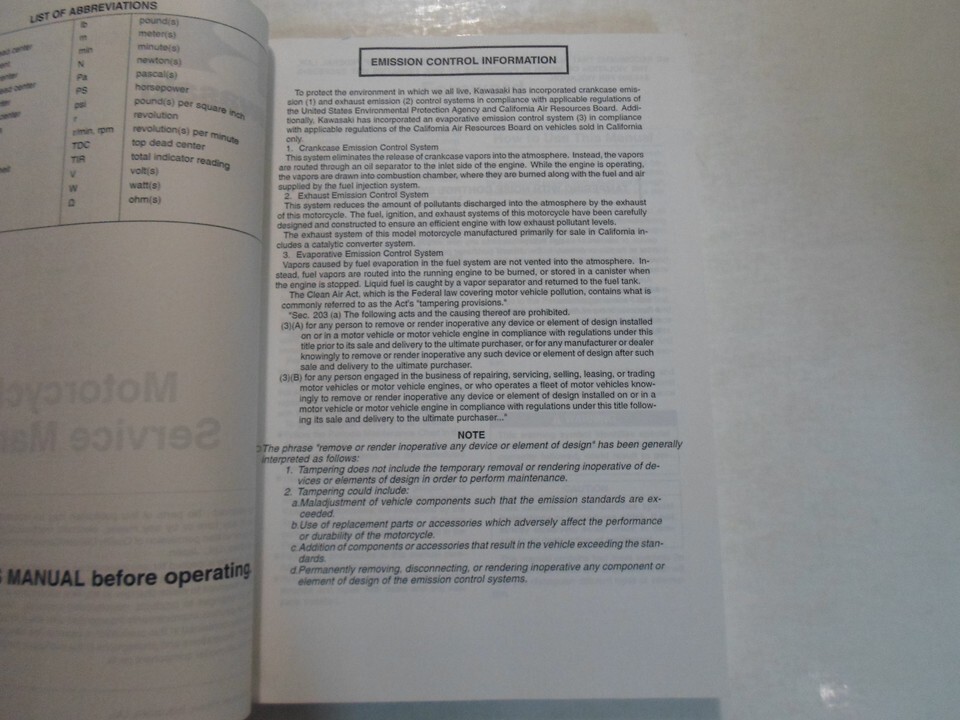 LIST OF ABBREVIATIONS
lb pound(s)
m meter(s)
min minute(s)
N newton(s)
Pa pascal(s)
PS horsepower
psi pound(s) per square inch
r revolution
r/min, rpm revolution(s) per minute
TDC top dead center
TIR total indicator reading
V volt(s)
W watt(s)
Ω ohm(s)
MANUAL before operating.
EMISSION CONTROL INFORMATION
To protect the environment in which we all live, Kawasaki has incorporated crankcase emis-
sion (1) and exhaust emission (2) control systems in compliance with applicable regulations of
the United States Environmental Protection Agency and California Air Resources Board. Addi-
tionally, Kawasaki has incorporated an evaporative emission control system (3) in compliance
with applicable regulations of the California Air Resources Board on vehicles sold in California
only.
1. Crankcase Emission Control System
This system eliminates the release of crankcase vapors into the atmosphere. Instead, the vapors
are routed through an oil separator to the inlet side of the engine. While the engine is operating,
the vapors are drawn into combustion chamber, where they are burned along with the fuel and air
supplied by the fuel injection system.
2. Exhaust Emission Control System
This system reduces the amount of pollutants discharged into the atmosphere by the exhaust
of this motorcycle. The fuel, ignition, and exhaust systems of this motorcycle have been carefully
designed and constructed to ensure an efficient engine with low exhaust pollutant levels.
The exhaust system of this model motorcycle manufactured primarily for sale in California in-
cludes a catalytic converter system.
3. Evaporative Emission Control System
Vapors caused by fuel evaporation in the fuel system are not vented into the atmosphere. In-
stead, fuel vapors are routed into the running engine to be burned, or stored in a canister when
the engine is stopped. Liquid fuel is caught by a vapor separator and returned to the fuel tank.
The Clean Air Act, which is the Federal law covering motor vehicle pollution, contains what is
commonly referred to as the Act's "tampering provisions."
"Sec. 203 (a) The following acts and the causing thereof are prohibited.
(3)(A) for any person to remove or render inoperative any device or element of design installed
on or in a motor vehicle or motor vehicle engine in compliance with regulations under this
title prior to its sale and delivery to the ultimate purchaser, or for any manufacturer or dealer
knowingly to remove or render inoperative any such device or element of design after such
sale and delivery to the ultimate purchaser.
(3)(B) for any person engaged in the business of repairing, servicing, selling, leasing, or trading
motor vehicles or motor vehicle engines, or who operates a fleet of motor vehicles know-
ingly to remove or render inoperative any device or element of design installed on or in a
motor vehicle or motor vehicle engine in compliance with regulations under this title follow-
ing its sale and delivery to the ultimate purchaser..."
NOTE
The phrase "remove or render inoperative any device or element of design" has been generally
interpreted as follows:
1. Tampering does not include the temporary removal or rendering inoperative of de-
vices or elements of design in order to perform maintenance.
2. Tampering could include:
a.Maladjustment of vehicle components such that the emission standards are ex-
ceeded.
b.Use of replacement parts or accessories which adversely affect the performance
or durability of the motorcycle.
c.Addition of components or accessories that result in the vehicle exceeding the stan-
dards.
d.Permanently removing, disconnecting, or rendering inoperative any component or
element of design of the emission control systems.